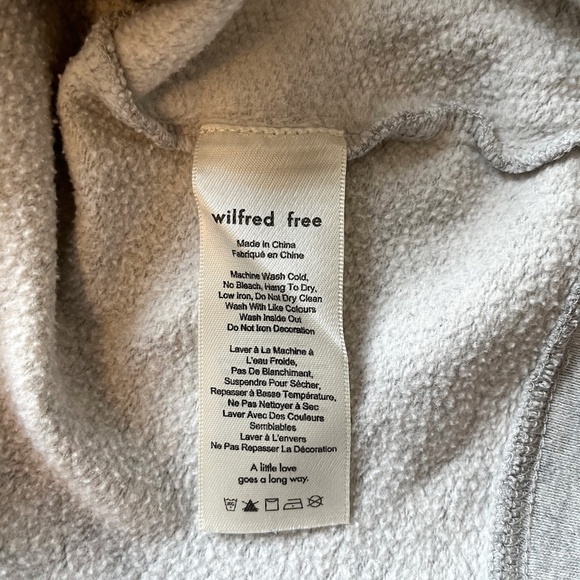 wilfred free
Made in China
Fabriqué en Chine
Machine Wash Cold,
No Bleach, Hang To Dry,
Low Iron, Do Not Dry Clean
Wash With Like Colours
Wash Inside Out
Do Not Iron Decoration
Laver à La Machine à
L'eau Froide,
Pas De Blanchimant,
Suspendre Pour Sécher,
Repasser à Basse Température,
Ne Pas Nettoyer à Sec
Laver Avec Des Couleurs
Semblables
Laver à L'envers
Ne Pas Repasser La Décoration
A little love
goes a long way.